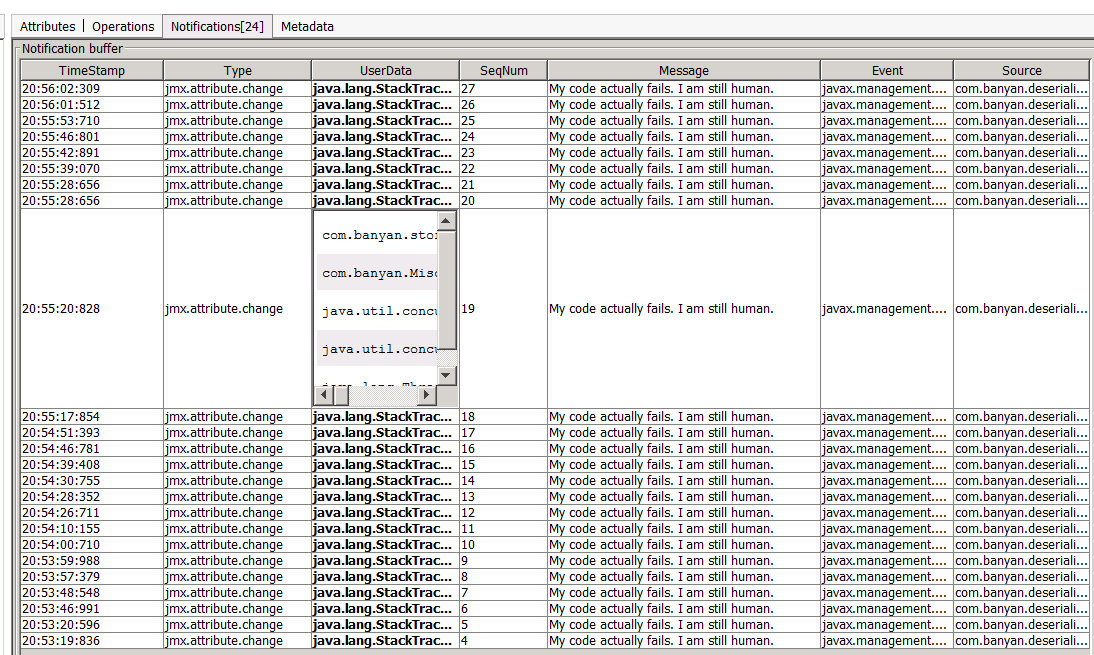 Attributes Operations Notifications[24] Metadata
Notification buffer
TimeStamp Type UserData SeqNum Message Event Source
20:56:02:309 jmx.attribute.change java.lang.StackTrac... 27 My code actually fails. I am still human. javax.management.... com.banyan.deseriali...
20:56:01:512 jmx.attribute.change java.lang.StackTrac... 26 My code actually fails. I am still human. javax.management.... com.banyan.deseriali...
20:55:53:710 jmx.attribute.change java.lang.StackTrac... 25 My code actually fails. I am still human. javax.management.... com.banyan.deseriali...
20:55:46:801 jmx.attribute.change java.lang.StackTrac... 24 My code actually fails. I am still human. javax.management.... com.banyan.deseriali...
20:55:42:891 jmx.attribute.change java.lang.StackTrac... 23 My code actually fails. I am still human. javax.management.... com.banyan.deseriali...
20:55:39:070 jmx.attribute.change java.lang.StackTrac... 22 My code actually fails. I am still human. javax.management.... com.banyan.deseriali...
20:55:28:656 jmx.attribute.change java.lang.StackTrac... 21 My code actually fails. I am still human. javax.management.... com.banyan.deseriali...
20:55:28:656 jmx.attribute.change java.lang.StackTrac... 20 My code actually fails. I am still human. javax.management.... com.banyan.deseriali...
com.banyan.sto
com.banyan.Misc
java.util.conc
20:55:20:828 jmx.attribute.change 19 My code actually fails. I am still human. javax.management.... com.banyan.deseriali...
java.util.conc
20:55:17:854 jmx.attribute.change java.lang.StackTrac... 18 My code actually fails. I am still human. javax.management.... com.banyan.deseriali...
20:54:51:393 jmx.attribute.change java.lang.StackTrac... 17 My code actually fails. I am still human. javax.management.... com.banyan.deseriali...
20:54:46:781 jmx.attribute.change java.lang.StackTrac... 16 My code actually fails. I am still human. javax.management.... com.banyan.deseriali...
20:54:39:408 jmx.attribute.change java.lang.StackTrac... 15 My code actually fails. I am still human. javax.management.... com.banyan.deseriali...
20:54:30:755 jmx.attribute.change java.lang.StackTrac... 14 My code actually fails. I am still human. javax.management.... com.banyan.deseriali...
20:54:28:352 jmx.attribute.change java.lang.StackTrac... 13 My code actually fails. I am still human. javax.management.... com.banyan.deseriali...
20:54:26:711 jmx.attribute.change java.lang.StackTrac... 12 My code actually fails. I am still human. javax.management.... com.banyan.deseriali...
20:54:10:155 jmx.attribute.change java.lang.StackTrac... 11 My code actually fails. I am still human. javax.management.... com.banyan.deseriali...
20:54:00:710 jmx.attribute.change java.lang.StackTrac... 10 My code actually fails. I am still human. javax.management.... com.banyan.deseriali...
20:53:59:988 jmx.attribute.change java.lang.StackTrac... 9 My code actually fails. I am still human. javax.management.... com.banyan.deseriali...
20:53:57:379 jmx.attribute.change java.lang.StackTrac... 8 My code actually fails. I am still human. javax.management.... com.banyan.deseriali...
20:53:48:548 jmx.attribute.change java.lang.StackTrac... 7 My code actually fails. I am still human. javax.management.... com.banyan.deseriali...
20:53:46:991 jmx.attribute.change java.lang.StackTrac... 6 My code actually fails. I am still human. javax.management.... com.banyan.deseriali...
20:53:20:596 jmx.attribute.change java.lang.StackTrac... 5 My code actually fails. I am still human. javax.management.... com.banyan.deseriali...
20:53:19:836 jmx.attribute.change java.lang.StackTrac... 4 My code actually fails. I am still human. javax.management.... com.banyan.deseriali...